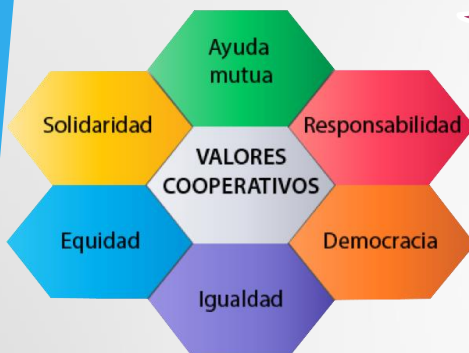 Ayuda
mutua
Solidaridad
Responsabilidad
VALORES
COOPERATIVOS
Equidad
Democracia
Igualdad